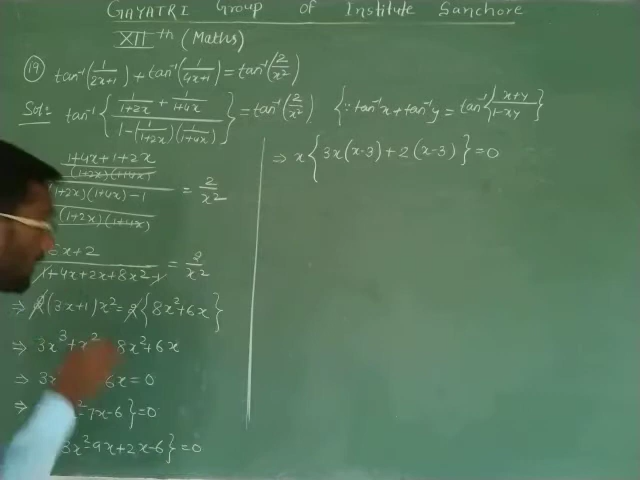 GAYATRI Group of Institute Sanchore
XII th (Maths)
(19) tan⁻¹(1/(2x+1)) + tan⁻¹(1/(4x+1)) = tan⁻¹(2/x²)
Sol: tan⁻¹{(1/(1+2x) + 1/(1+4x))/(1-(1/(1+2x))(1/(1+4x)))} = tan⁻¹(2/x²) {∵ tan⁻¹x + tan⁻¹y = tan⁻¹{(x+y)/(1-xy)}
1+4x+1+2x
(1+2x)(1+4x)
1+2x)(1+4x)-1 = 2/x²
(1+2x)(1+4x)
x+2
1+4x+2x+8x²-1 = 2/x²
⇒ 2(3x+1)x² = 2{8x²+6x}
⇒ 3x³+x² 8x²+6x
⇒ 3x 6x=0
⇒ x²-7x-6}=0
3x²-9x+2x-6}=0
⇒ x{3x(x-3)+2(x-3)}=0